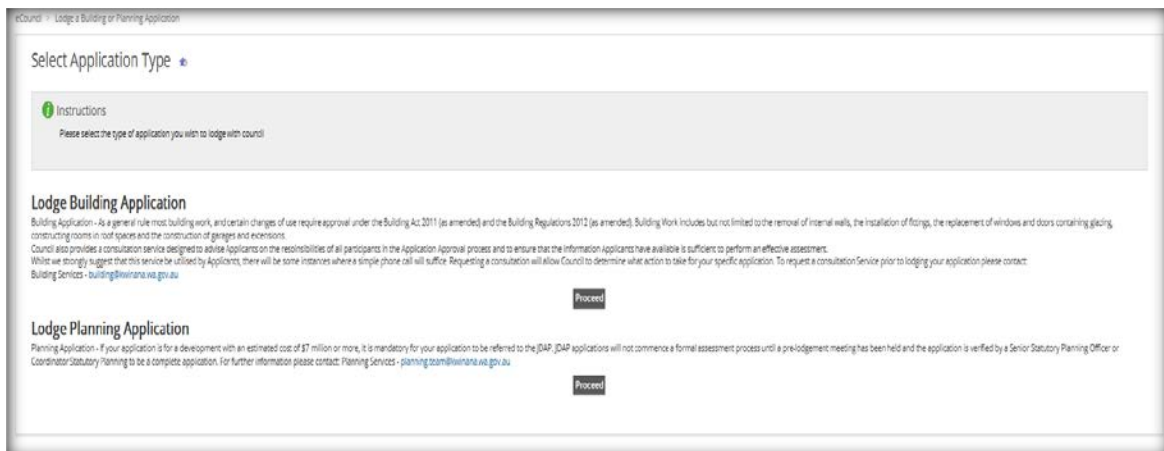 eCouncil > Lodge a Building or Planning Application
Select Application Type
Instructions
Please select the type of application you wish to lodge with council
Lodge Building Application
Building Application - As a general rule most building work, and certain changes of use require approval under the Building Act 2011 (as amended) and the Building Regulations 2012 (as amended). Building Work includes but not limited to the removal of internal walls, the installation of fittings, the replacement of windows and doors containing glazing,
constructing rooms in roof spaces and the construction of garages and extensions.
Council also provides a consultation service designed to advise Applicants on the responsibilities of all participants in the Application Approval process and to ensure that the information Applicants have available is sufficient to perform an effective assessment.
Whilst we strongly suggest that this service be utilised by Applicants, there will be some instances where a simple phone call will suffice. Requesting a consultation will allow Council to determine what action to take for your specific application. To request a consultation Service prior to lodging your application please contact:
Building Services - building@kwinana.wa.gov.au
Proceed
Lodge Planning Application
Planning Application - If your application is for a development with an estimated cost of $7 million or more, it is mandatory for your application to be referred to the JDAP. JDAP applications will not commence a formal assessment process until a pre-lodgement meeting has been held and the application is verified by a Senior Statutory Planning Officer or
Coordinator Statutory Planning to be a complete application. For further information please contact: Planning Services - planning.team@kwinana.wa.gov.au
Proceed